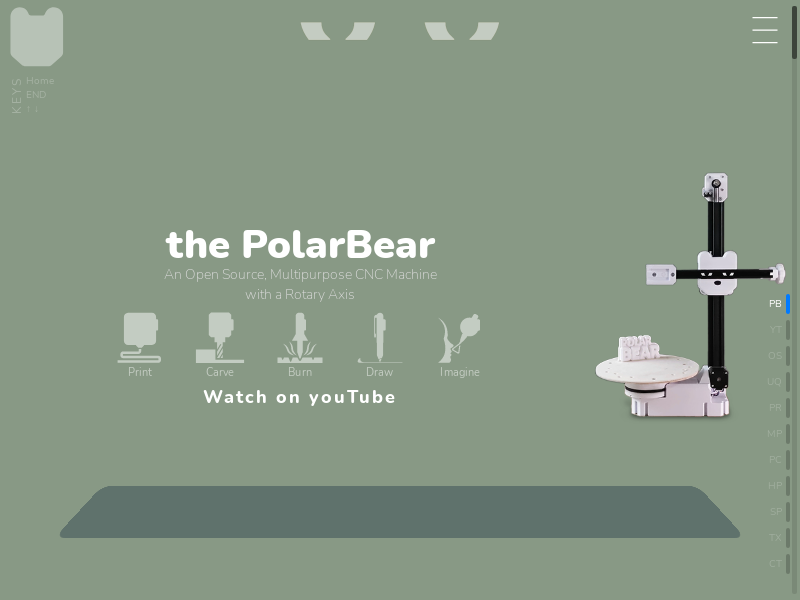 Home
END
↑ ↓
KEYS
the PolarBear
An Open Source, Multipurpose CNC Machine
with a Rotary Axis
Print
Carve
Burn
Draw
Imagine
Watch on youTube
BEAR
PB
YT
OS
UQ
PR
MP
PC
HP
SP
TX
CT